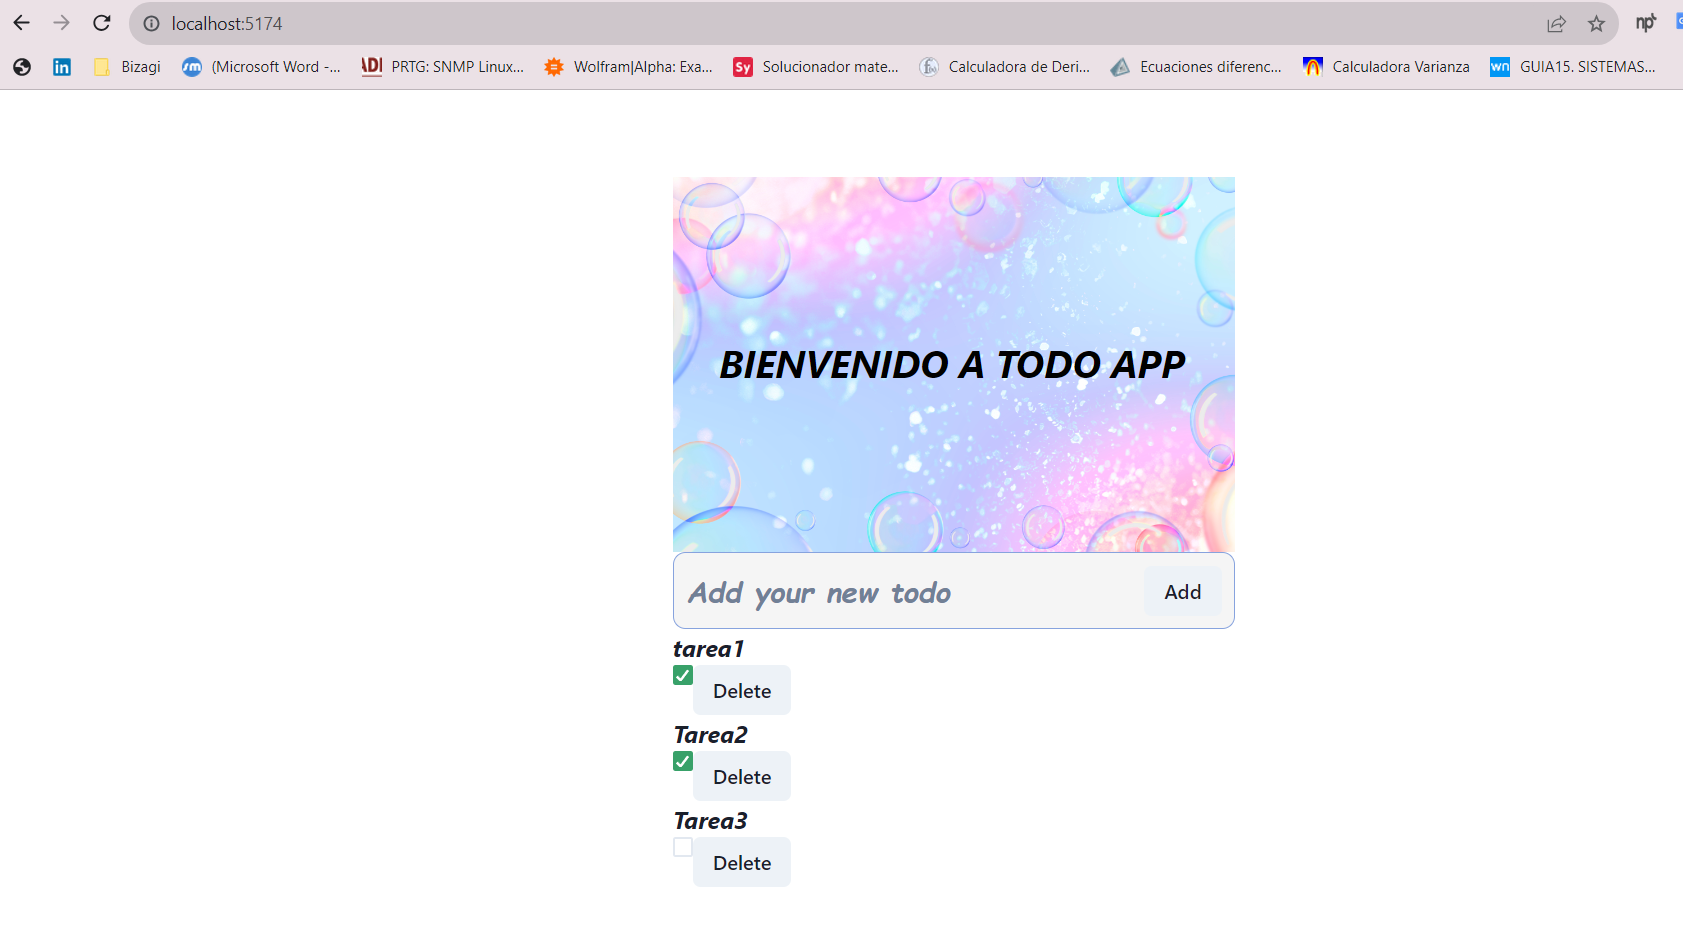 localhost:5174
np
in Bizagi sm (Microsoft Word -... ADI PRTG: SNMP Linux... Wolfram|Alpha: Exa... Sy Solucionador mate... Calculadora de Deri... Ecuaciones diferenc... Calculadora Varianza wn GUIA15. SISTEMAS...
BIENVENIDO A TODO APP
Add your new todo Add
tarea1
Delete
Tarea2
Delete
Tarea3
Delete